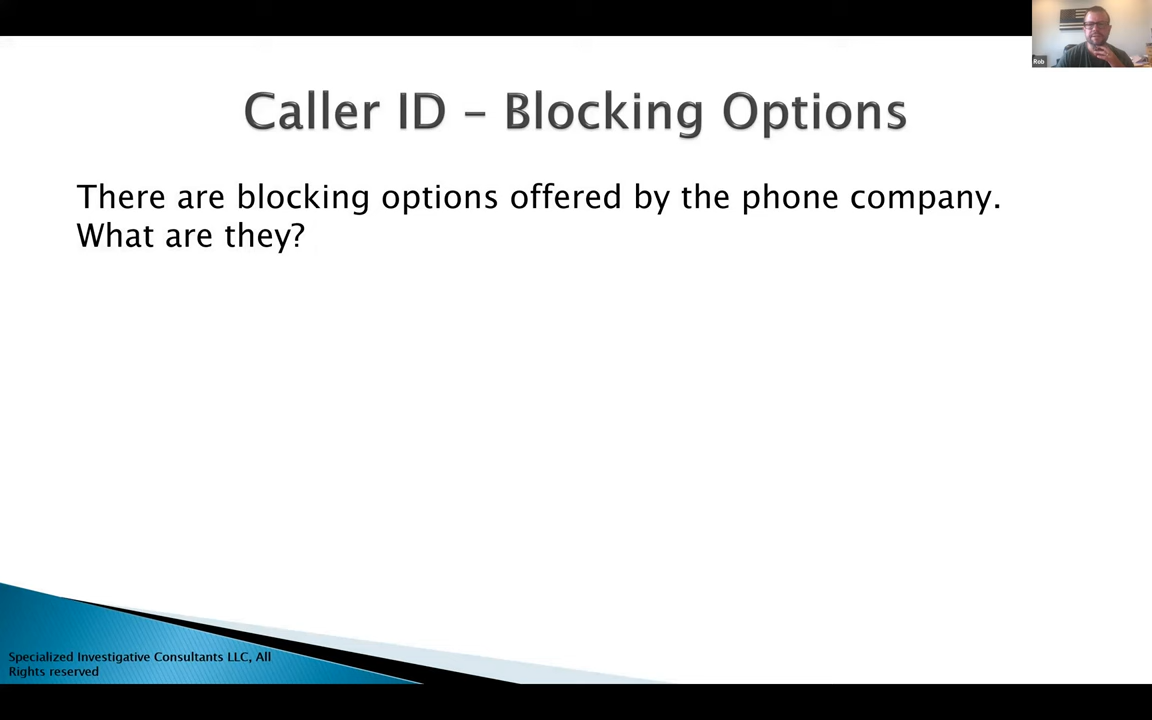 Rob
Caller ID – Blocking Options
There are blocking options offered by the phone company.
What are they?
Specialized Investigative Consultants LLC, All
Rights reserved